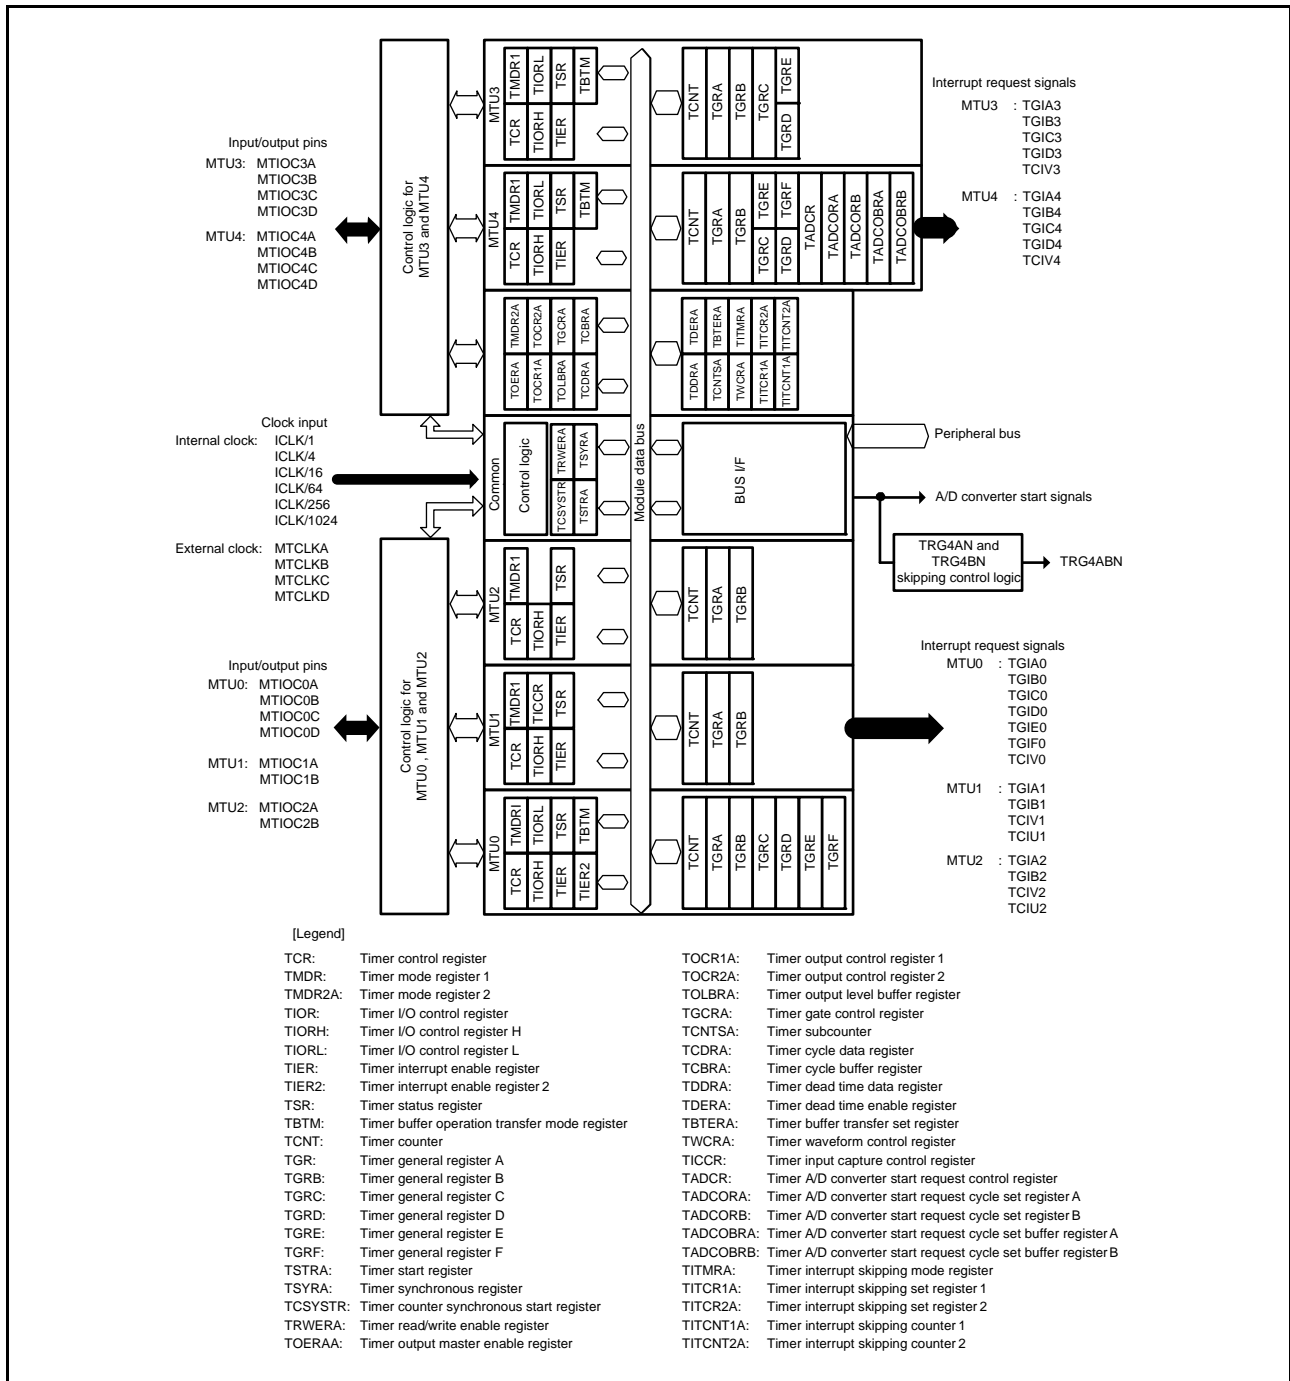 Input/output pins
MTU3: MTIOC3A
MTIOC3B
MTIOC3C
MTIOC3D
MTU4: MTIOC4A
MTIOC4B
MTIOC4C
MTIOC4D
Clock input
Internal clock: ICLK/1
ICLK/4
ICLK/16
ICLK/64
ICLK/256
ICLK/1024
External clock: MTCLKA
MTCLKB
MTCLKC
MTCLKD
Input/output pins
MTU0: MTIOC0A
MTIOC0B
MTIOC0C
MTIOC0D
MTU1: MTIOC1A
MTIOC1B
MTU2: MTIOC2A
MTIOC2B
Control logic for
MTU3 and MTU4
Control logic for
MTU0 , MTU1 and MTU2
MTU3
TMDR1
TIORL
TSR
TBTM
TCR
TIORH
TIER
TCNT
TGRA
TGRB
TGRC
TGRE
TGRD
MTU4
TMDR1
TIORL
TSR
TBTM
TCR
TIORH
TIER
TCNT
TGRA
TGRB
TGRE
TGRF
TGRC
TGRD
TADCR
TADCORA
TADCORB
TADCOBRA
TADCOBRB
TMDR2A
TOCR2A
TGCRA
TCBRA
TOERA
TOCR1A
TOLBRA
TCDRA
TDERA
TBTERA
TITMRA
TITCR2A
TITCNT2A
TDDRA
TCNTSA
TWCRA
TITCR1A
TITCNT1A
Common
Control logic
TRWERA
TSYRA
TCSYSTR
TSTRA
Module data bus
BUS I/F
MTU2
TMDR1
TSR
TCR
TIORH
TIER
TCNT
TGRA
TGRB
MTU1
TMDR1
TICCR
TSR
TCR
TIORH
TIER
TCNT
TGRA
TGRB
MTU0
TMDRI
TIORL
TSR
TBTM
TCR
TIORH
TIER
TIER2
TCNT
TGRA
TGRB
TGRC
TGRD
TGRE
TGRF
Interrupt request signals
MTU3 : TGIA3
TGIB3
TGIC3
TGID3
TCIV3
MTU4 : TGIA4
TGIB4
TGIC4
TGID4
TCIV4
Peripheral bus
A/D converter start signals
TRG4AN and
TRG4BN
skipping control logic
TRG4ABN
Interrupt request signals
MTU0 : TGIA0
TGIB0
TGIC0
TGID0
TGIE0
TGIF0
TCIV0
MTU1 : TGIA1
TGIB1
TCIV1
TCIU1
MTU2 : TGIA2
TGIB2
TCIV2
TCIU2
[Legend]
TCR: Timer control register
TMDR: Timer mode register 1
TMDR2A: Timer mode register 2
TIOR: Timer I/O control register
TIORH: Timer I/O control register H
TIORL: Timer I/O control register L
TIER: Timer interrupt enable register
TIER2: Timer interrupt enable register 2
TSR: Timer status register
TBTM: Timer buffer operation transfer mode register
TCNT: Timer counter
TGR: Timer general register A
TGRB: Timer general register B
TGRC: Timer general register C
TGRD: Timer general register D
TGRE: Timer general register E
TGRF: Timer general register F
TSTRA: Timer start register
TSYRA: Timer synchronous register
TCSYSTR: Timer counter synchronous start register
TRWERA: Timer read/write enable register
TOERAA: Timer output master enable register
TOCR1A: Timer output control register 1
TOCR2A: Timer output control register 2
TOLBRA: Timer output level buffer register
TGCRA: Timer gate control register
TCNTSA: Timer subcounter
TCDRA: Timer cycle data register
TCBRA: Timer cycle buffer register
TDDRA: Timer dead time data register
TDERA: Timer dead time enable register
TBTERA: Timer buffer transfer set register
TWCRA: Timer waveform control register
TICCR: Timer input capture control register
TADCR: Timer A/D converter start request control register
TADCORA: Timer A/D converter start request cycle set register A
TADCORB: Timer A/D converter start request cycle set register B
TADCOBRA: Timer A/D converter start request cycle set buffer register A
TADCOBRB: Timer A/D converter start request cycle set buffer register B
TITMRA: Timer interrupt skipping mode register
TITCR1A: Timer interrupt skipping set register 1
TITCR2A: Timer interrupt skipping set register 2
TITCNT1A: Timer interrupt skipping counter 1
TITCNT2A: Timer interrupt skipping counter 2